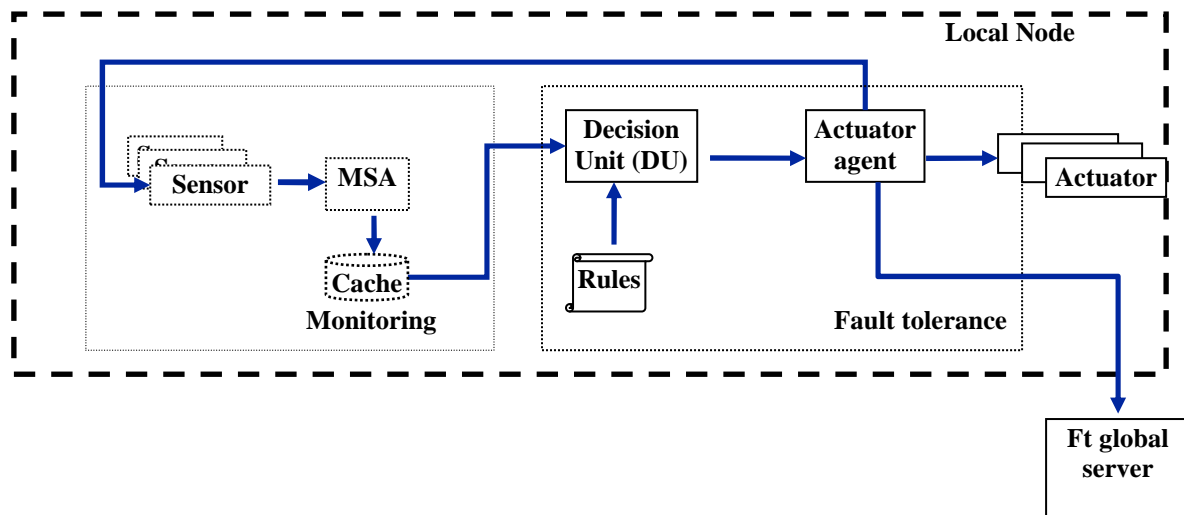 Local Node
Decision
Unit (DU)
Actuator
agent
Sensor
MSA
Actuator
Cache
Rules
Monitoring
Fault tolerance
Ft global
server